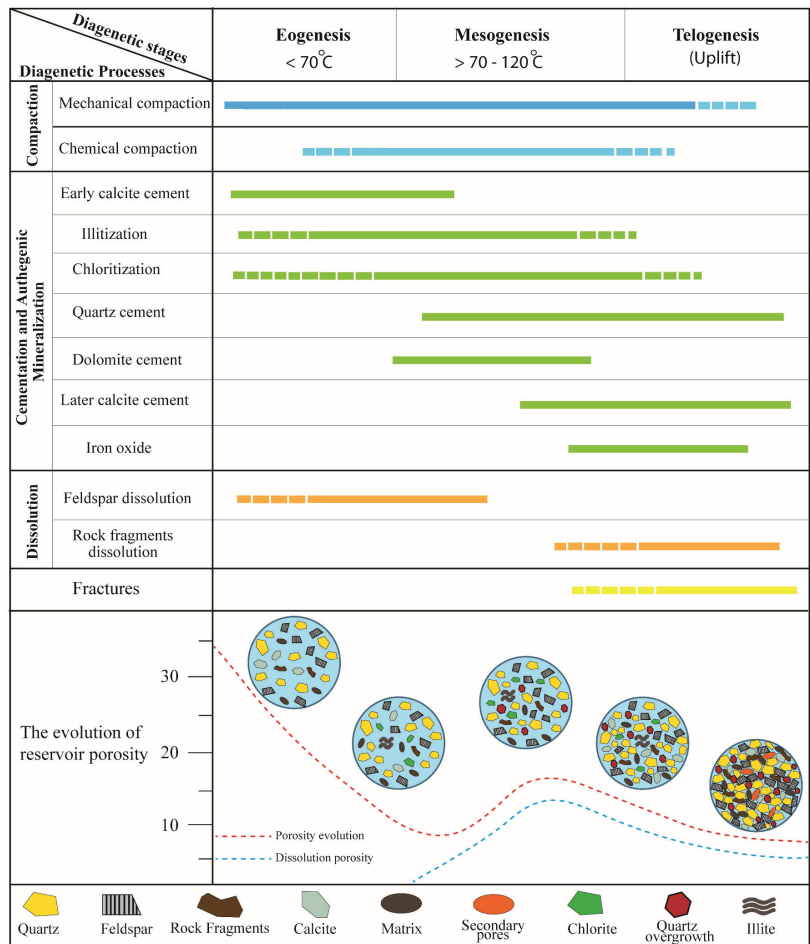 Diagenetic stages
Diagenetic Processes
Eogenesis
< 70°C
Mesogenesis
> 70 - 120°C
Telogenesis
(Uplift)
Compaction
Mechanical compaction
Chemical compaction
Cementation and Authegenic
Mineralization
Early calcite cement
Illitization
Chloritization
Quartz cement
Dolomite cement
Later calcite cement
Iron oxide
Dissolution
Feldspar dissolution
Rock fragments
dissolution
Fractures
The evolution of
reservoir porosity
30
20
10
Porosity evolution
Dissolution porosity
Quartz
Feldspar
Rock Fragments
Calcite
Matrix
Secondary
pores
Chlorite
Quartz
overgrowth
Illite